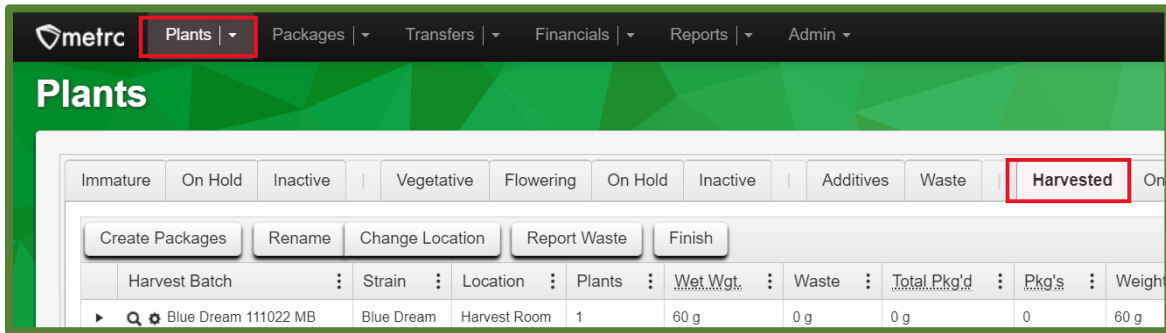 metrc Plants | Packages | Transfers | Financials | Reports | Admin
Plants
Immature On Hold Inactive | Vegetative Flowering On Hold Inactive | Additives Waste | Harvested On
Create Packages Rename Change Location Report Waste Finish
Harvest Batch Strain Location Plants Wet Wgt. Waste Total Pkg'd Pkg's Weight
Blue Dream 111022 MB Blue Dream Harvest Room 1 60 g 0 g 0 g 0 60 g